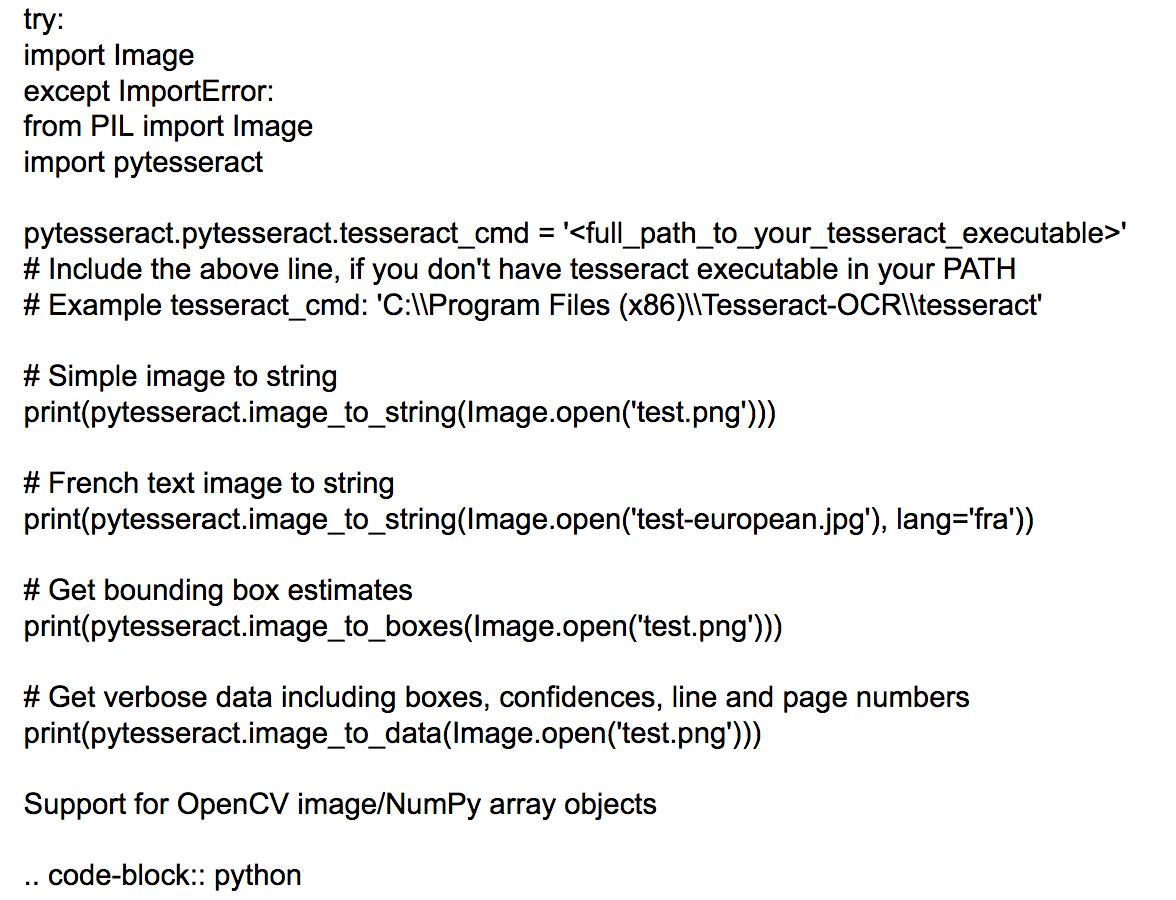 try:
import Image
except ImportError:
from PIL import Image
import pytesseract

pytesseract.pytesseract.tesseract_cmd = '<full_path_to_your_tesseract_executable>'
# Include the above line, if you don't have tesseract executable in your PATH
# Example tesseract_cmd: 'C:\\Program Files (x86)\\Tesseract-OCR\\tesseract'

# Simple image to string
print(pytesseract.image_to_string(Image.open('test.png')))

# French text image to string
print(pytesseract.image_to_string(Image.open('test-european.jpg'), lang='fra'))

# Get bounding box estimates
print(pytesseract.image_to_boxes(Image.open('test.png')))

# Get verbose data including boxes, confidences, line and page numbers
print(pytesseract.image_to_data(Image.open('test.png')))

Support for OpenCV image/NumPy array objects

.. code-block:: python